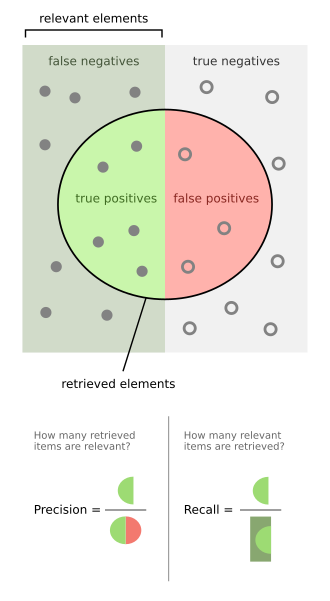 relevant elements
false negatives
true negatives
true positives
false positives
retrieved elements
How many retrieved
items are relevant?
How many relevant
items are retrieved?
Precision =
Recall =